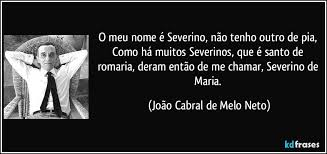 O meu nome é Severino, não tenho outro de pia,
Como há muitos Severinos, que é santo de
romaria, deram então de me chamar, Severino de
Maria.
(João Cabral de Melo Neto)
kdfrases